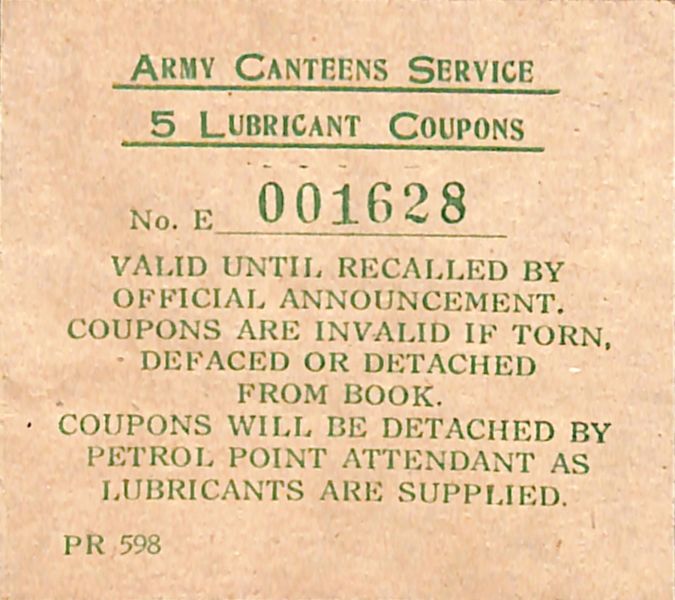 ARMY CANTEENS SERVICE
5 LUBRICANT COUPONS
No. E 001628
VALID UNTIL RECALLED BY
OFFICIAL ANNOUNCEMENT.
COUPONS ARE INVALID IF TORN,
DEFACED OR DETACHED
FROM BOOK.
COUPONS WILL BE DETACHED BY
PETROL POINT ATTENDANT AS
LUBRICANTS ARE SUPPLIED.
PR 598